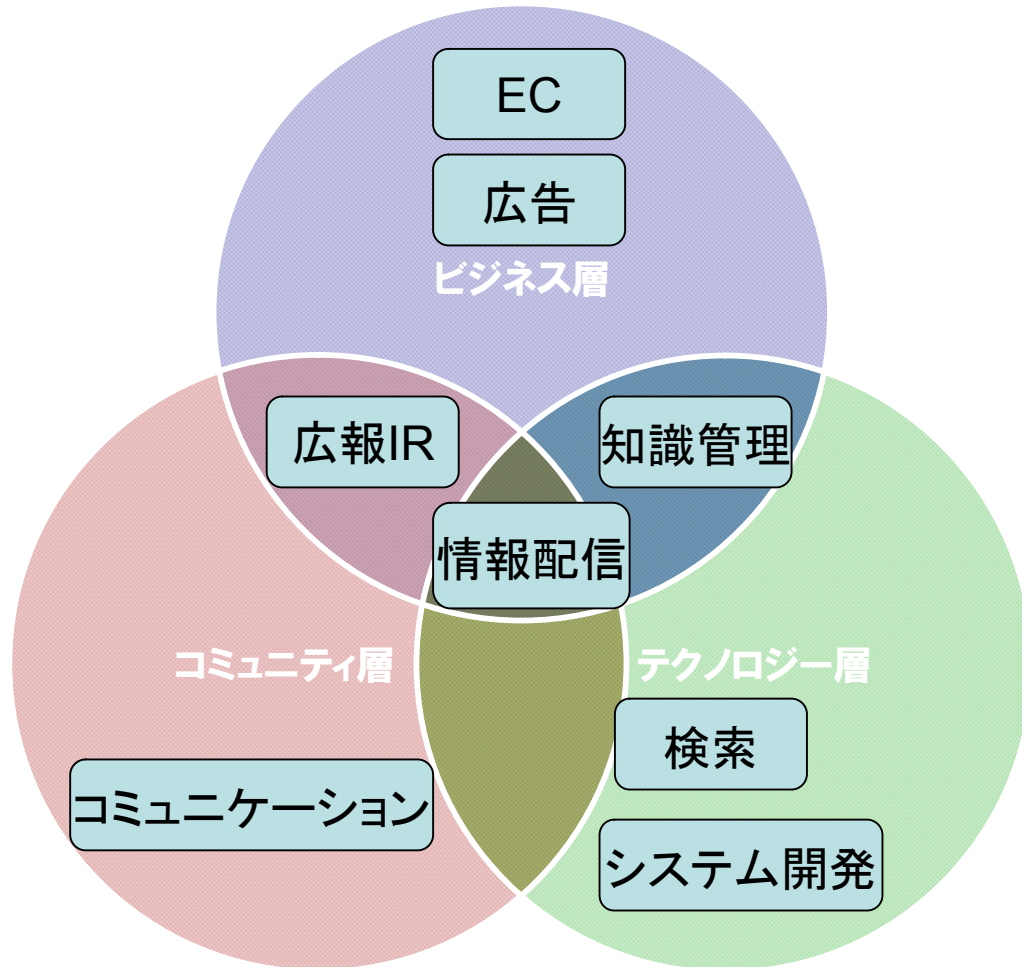 EC
広告
ビジネス層
広報IR
知識管理
情報配信
コミュニティ層
テクノロジー層
検索
コミュニケーション
システム開発